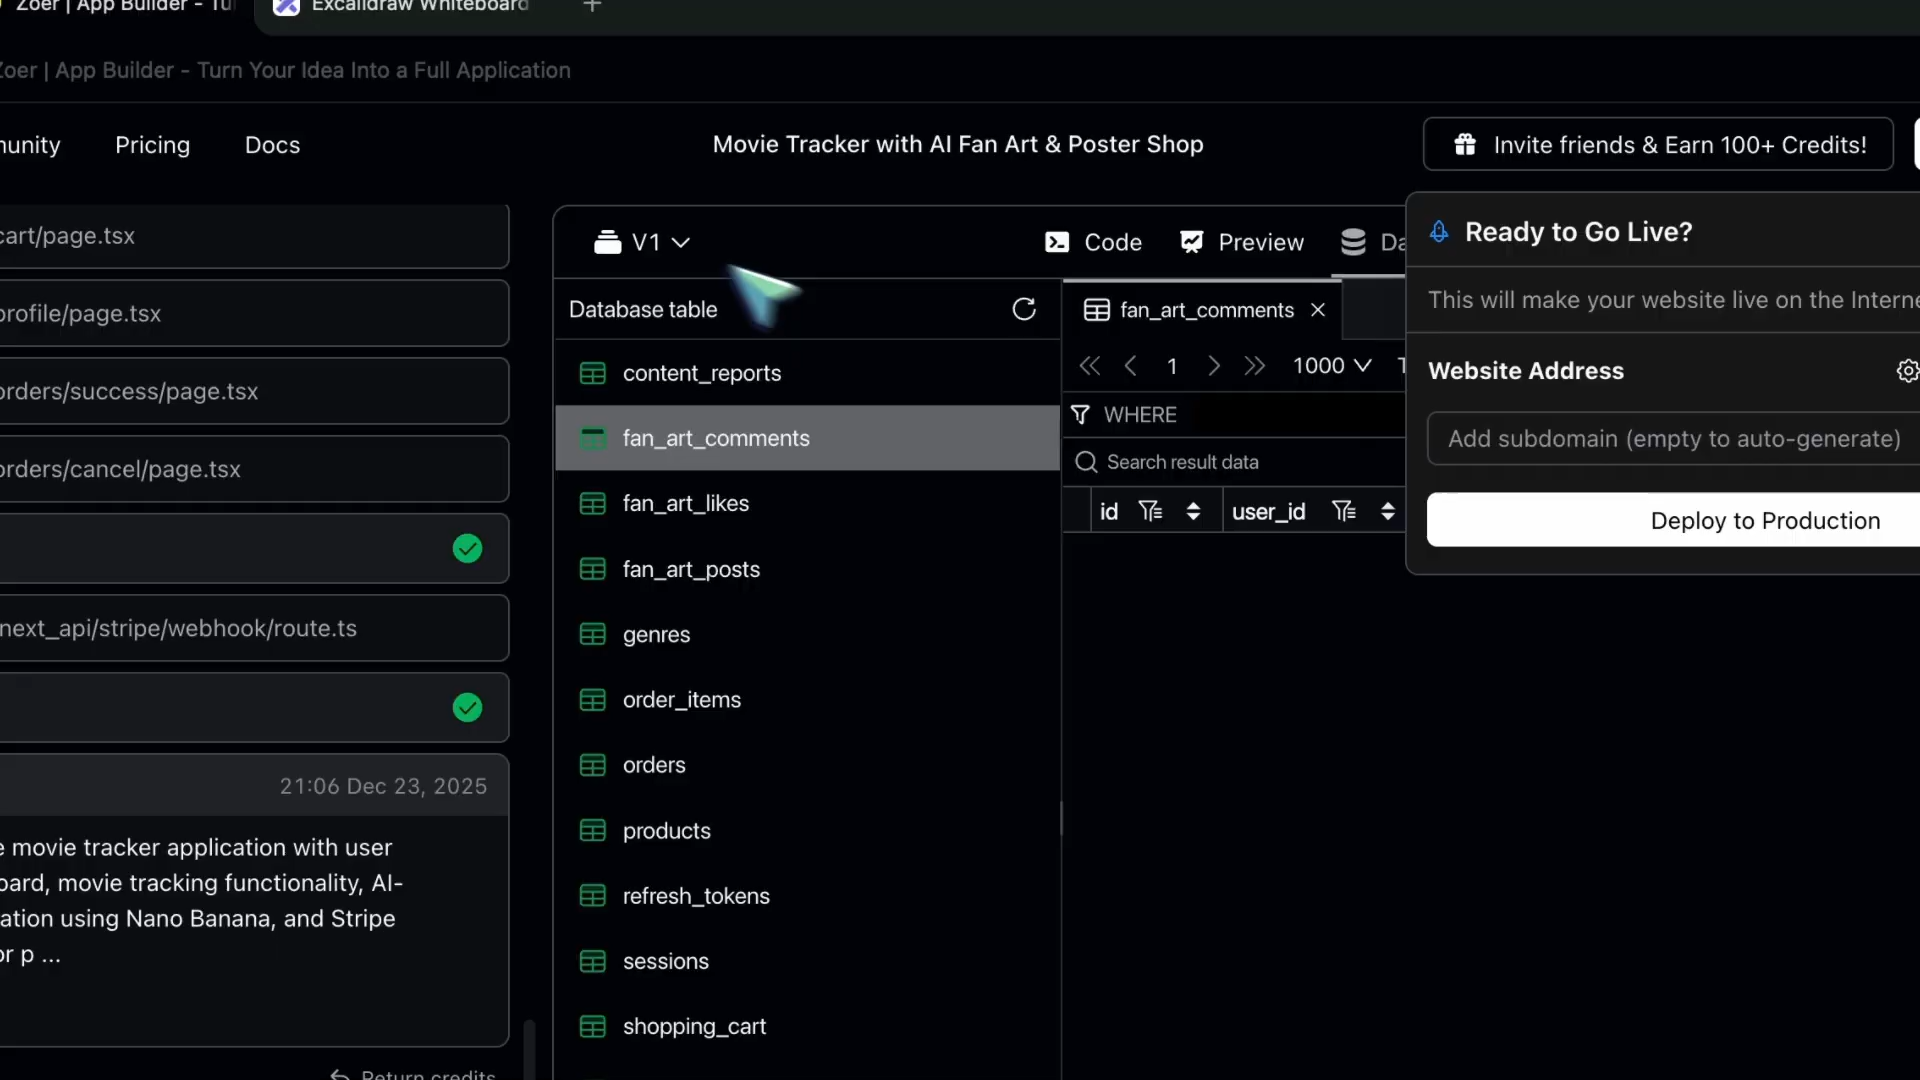 Zoer | App Builder - Tu
Excalidraw Whiteboard
Zoer | App Builder - Turn Your Idea Into a Full Application
nunity
Pricing
Docs
Movie Tracker with AI Fan Art & Poster Shop
Invite friends & Earn 100+ Credits!
cart/page.tsx
profile/page.tsx
orders/success/page.tsx
orders/cancel/page.tsx
next_api/stripe/webhook/route.ts
21:06 Dec 23, 2025
e movie tracker application with user
oard, movie tracking functionality, AI-
ation using Nano Banana, and Stripe
or p ...
Return credits
V1
Code
Preview
Da
Database table
content_reports
fan_art_comments
fan_art_likes
fan_art_posts
genres
order_items
orders
products
refresh_tokens
sessions
shopping_cart
fan_art_comments
1
1000
WHERE
Search result data
id
user_id
Ready to Go Live?
This will make your website live on the Interne
Website Address
Add subdomain (empty to auto-generate)
Deploy to Production